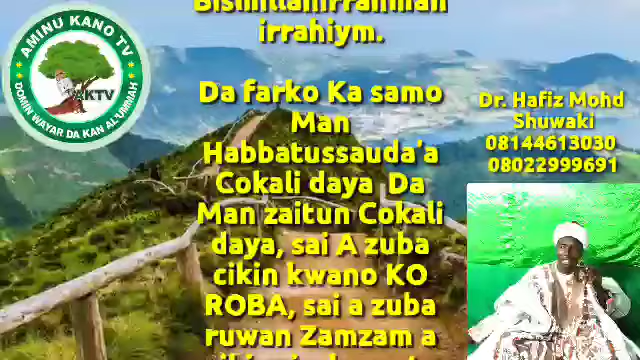 Bismillahirrahman
irrahiym.
Da farko Ka samo
Man
Habbatussauda'a
Cokali daya Da
Man zaitun Cokali
daya, sai A zuba
cikin kwano KO
ROBA, sai a zuba
ruwan Zamzam a
AMINU KANO TV
AKTV
DOMIN WAYAR DA KAN AL'UMMAH
Dr. Hafiz Mohd
Shuwaki
08144613030
08022999691